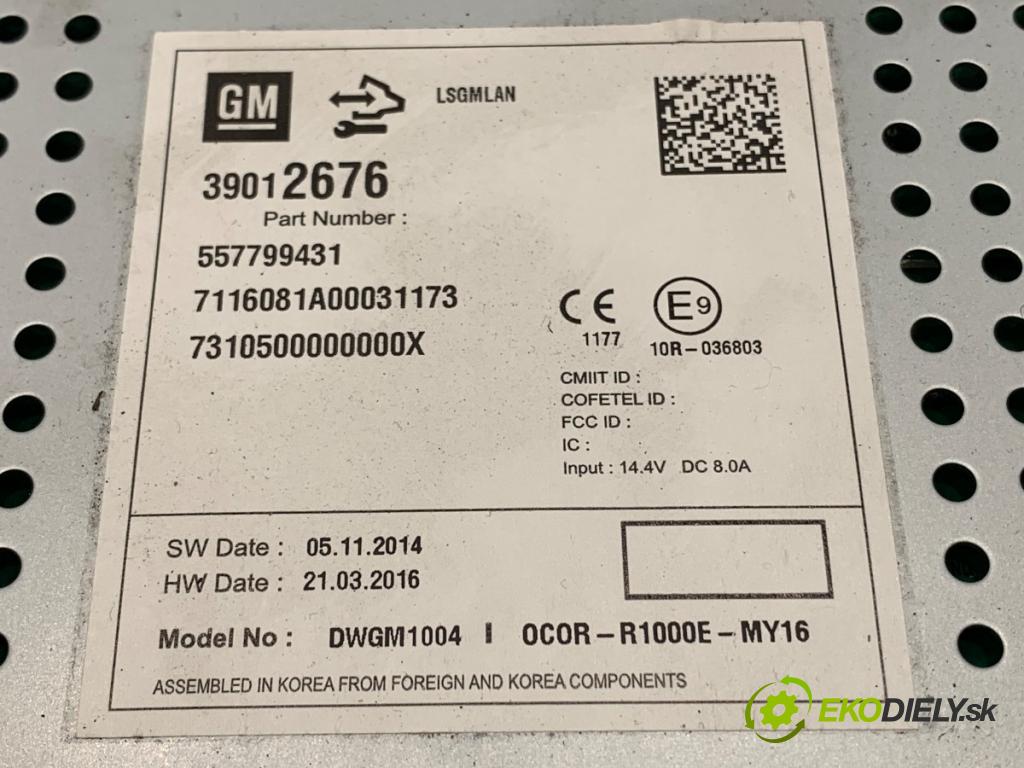 GM
LSGMLAN
39012676
Part Number :
557799431
7116081A00031173
7310500000000X
CE
1177
E9
10R-036803
CMIIT ID :
COFETEL ID :
FCC ID :
IC :
Input : 14.4V DC 8.0A
SW Date : 05.11.2014
HW Date : 21.03.2016
Model No : DWGM1004 I OCOR-R1000E-MY16
ASSEMBLED IN KOREA FROM FOREIGN AND KOREA COMPONENTS
EKODIELY.sk